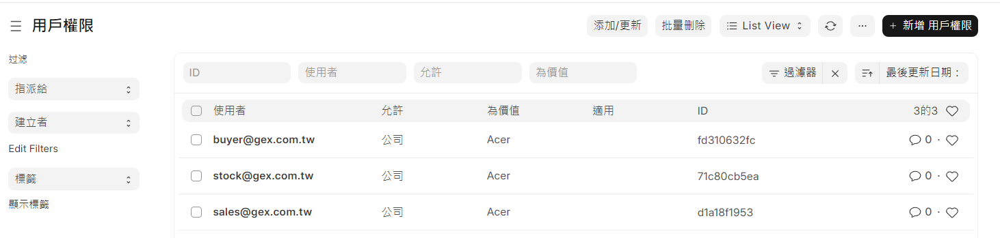 用戶權限 添加/更新 批量刪除 List View ... + 新增 用戶權限
过滤
指派給
建立者
Edit Filters
標籤
顯示標籤
ID 使用者 允許 為價值 過濾器 最後更新日期：
使用者 允許 為價值 適用 ID 3的3
buyer@gex.com.tw 公司 Acer fd310632fc 0 ·
stock@gex.com.tw 公司 Acer 71c80cb5ea 0 ·
sales@gex.com.tw 公司 Acer d1a18f1953 0 ·